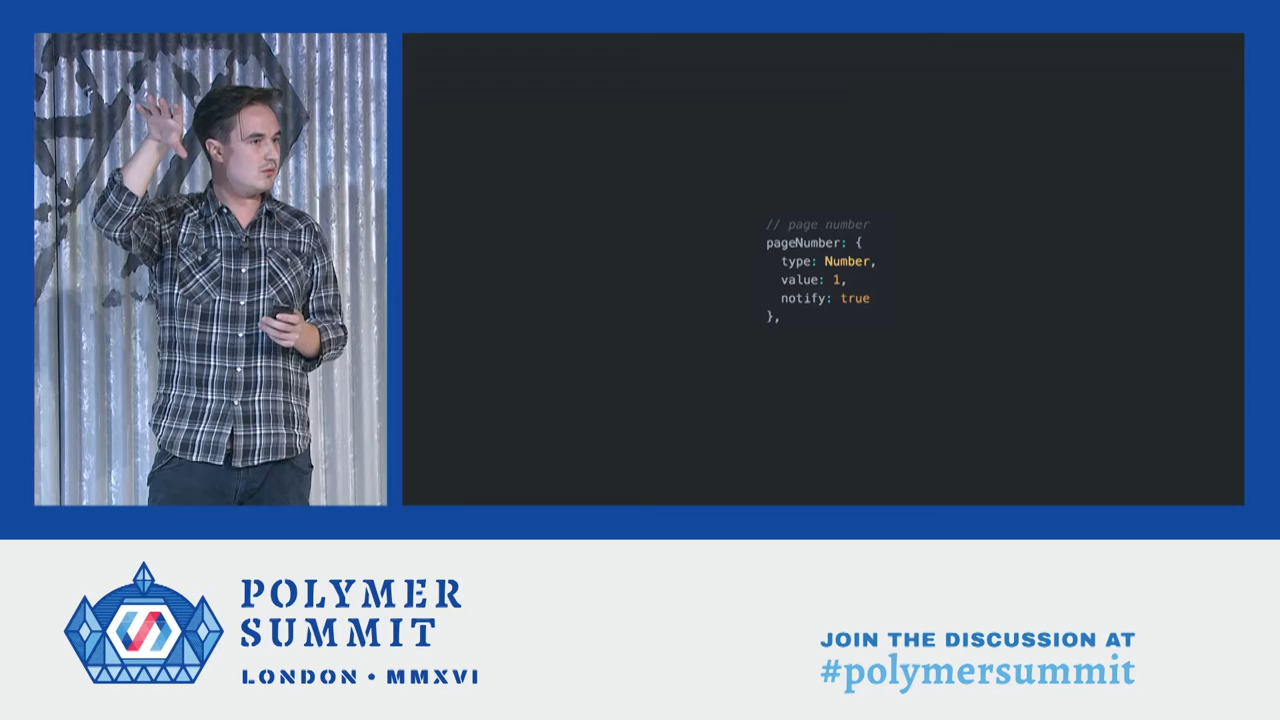 // page number
pageNumber: {
  type: Number,
  value: 1,
  notify: true
},
POLYMER
SUMMIT
LONDON • MMXVI
JOIN THE DISCUSSION AT
#polymersummit